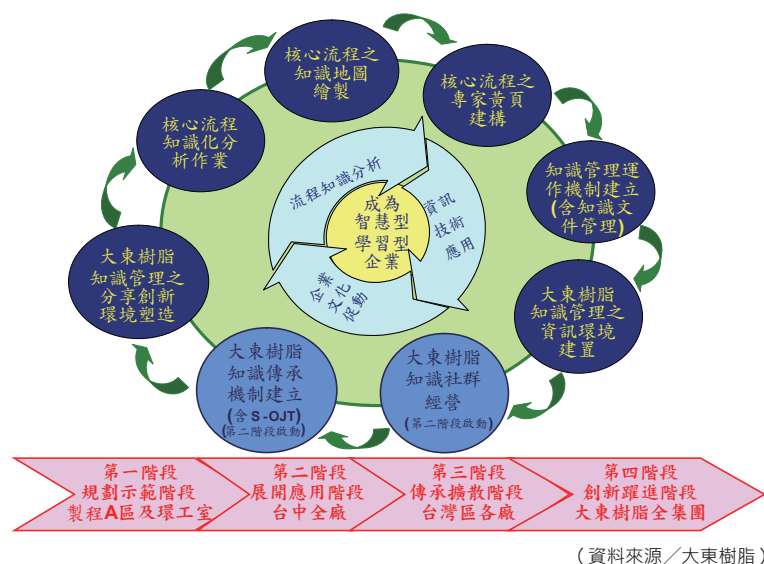 核心流程之
知識地圖
繪製
核心流程之
專家黃頁
建構
知識管理運
作機制建立
(含知識文
件管理)
大東樹脂
知識管理之
資訊環境
建置
大東樹脂
知識社群
經營
(第二階段啟動)
大東樹脂
知識傳承
機制建立
(含S-OJT)
(第二階段啟動)
大東樹脂
知識管理之
分享創新
環境塑造
核心流程
知識化分
析作業
流程知識分析
資訊
技術
應用
企業
文化
促動
成為
智慧型
學習型
企業
第一階段
規劃示範階段
製程A區及環工室
第二階段
展開應用階段
台中全廠
第三階段
傳承擴散階段
台灣區各廠
第四階段
創新躍進階段
大東樹脂全集團
（資料來源／大東樹脂）